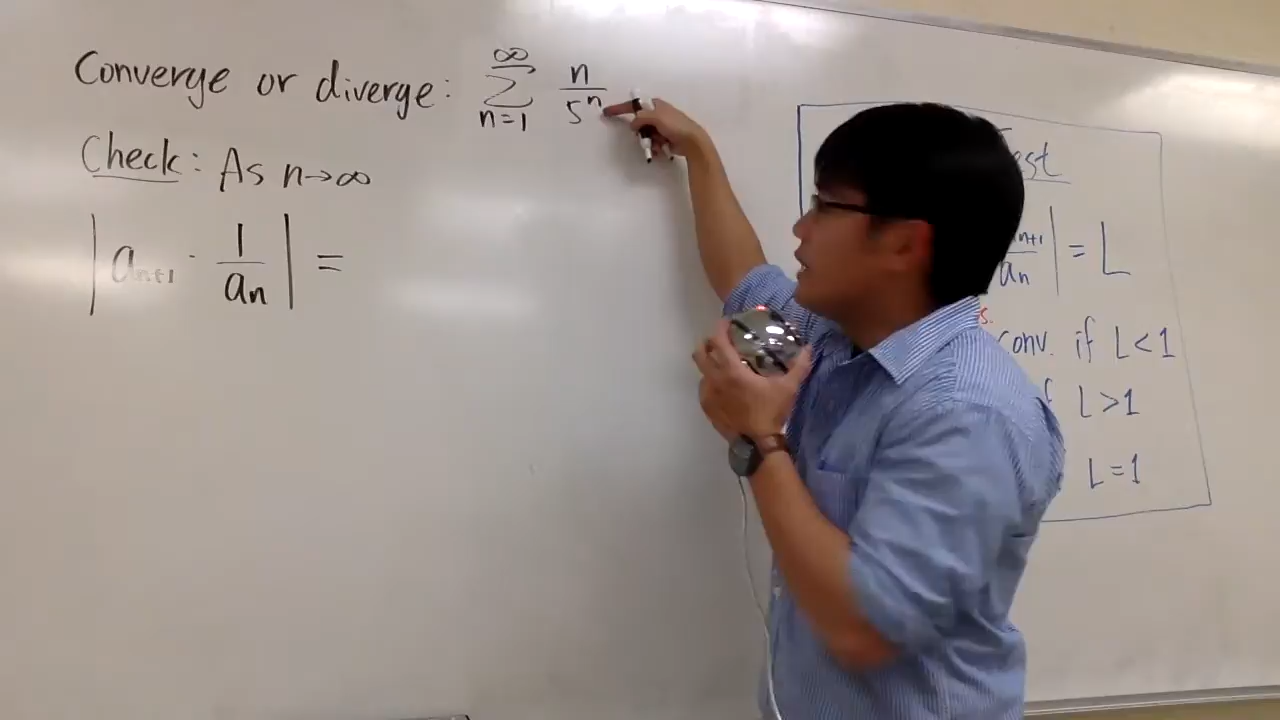 Converge or diverge: ∞ Σ n=1 n/5^n
Check: As n→∞
| a_{n+1} · 1/a_n | =
est
a_{n+1}/a_n | = L
s.
conv. if L<1
f L>1
L=1